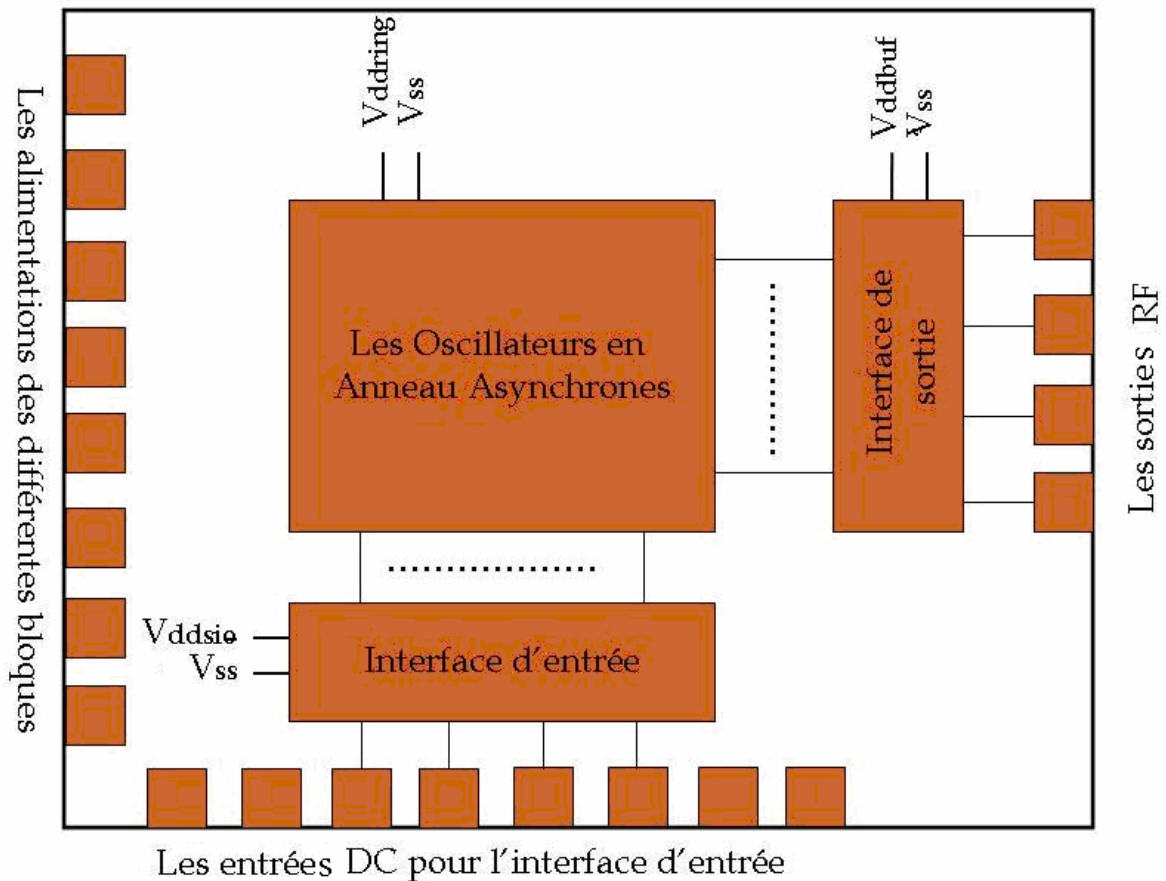 Les alimentations des différentes bloques
Vddring
Vss
Vddbuf
Vss
Les Oscillateurs en
Anneau Asynchrones
Interface de
sortie
Les sorties RF
Vddsie
Vss
Interface d'entrée
Les entrées DC pour l'interface d'entrée